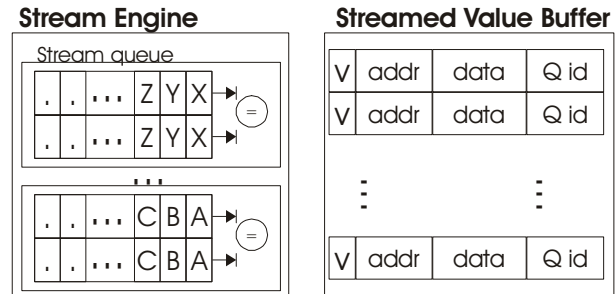 Stream Engine
Stream queue
. . ... Z Y X
=
. . ... Z Y X
...
. . ... C B A
=
. . ... C B A
Streamed Value Buffer
V addr data Q id
V addr data Q id
⋮ ⋮
V addr data Q id